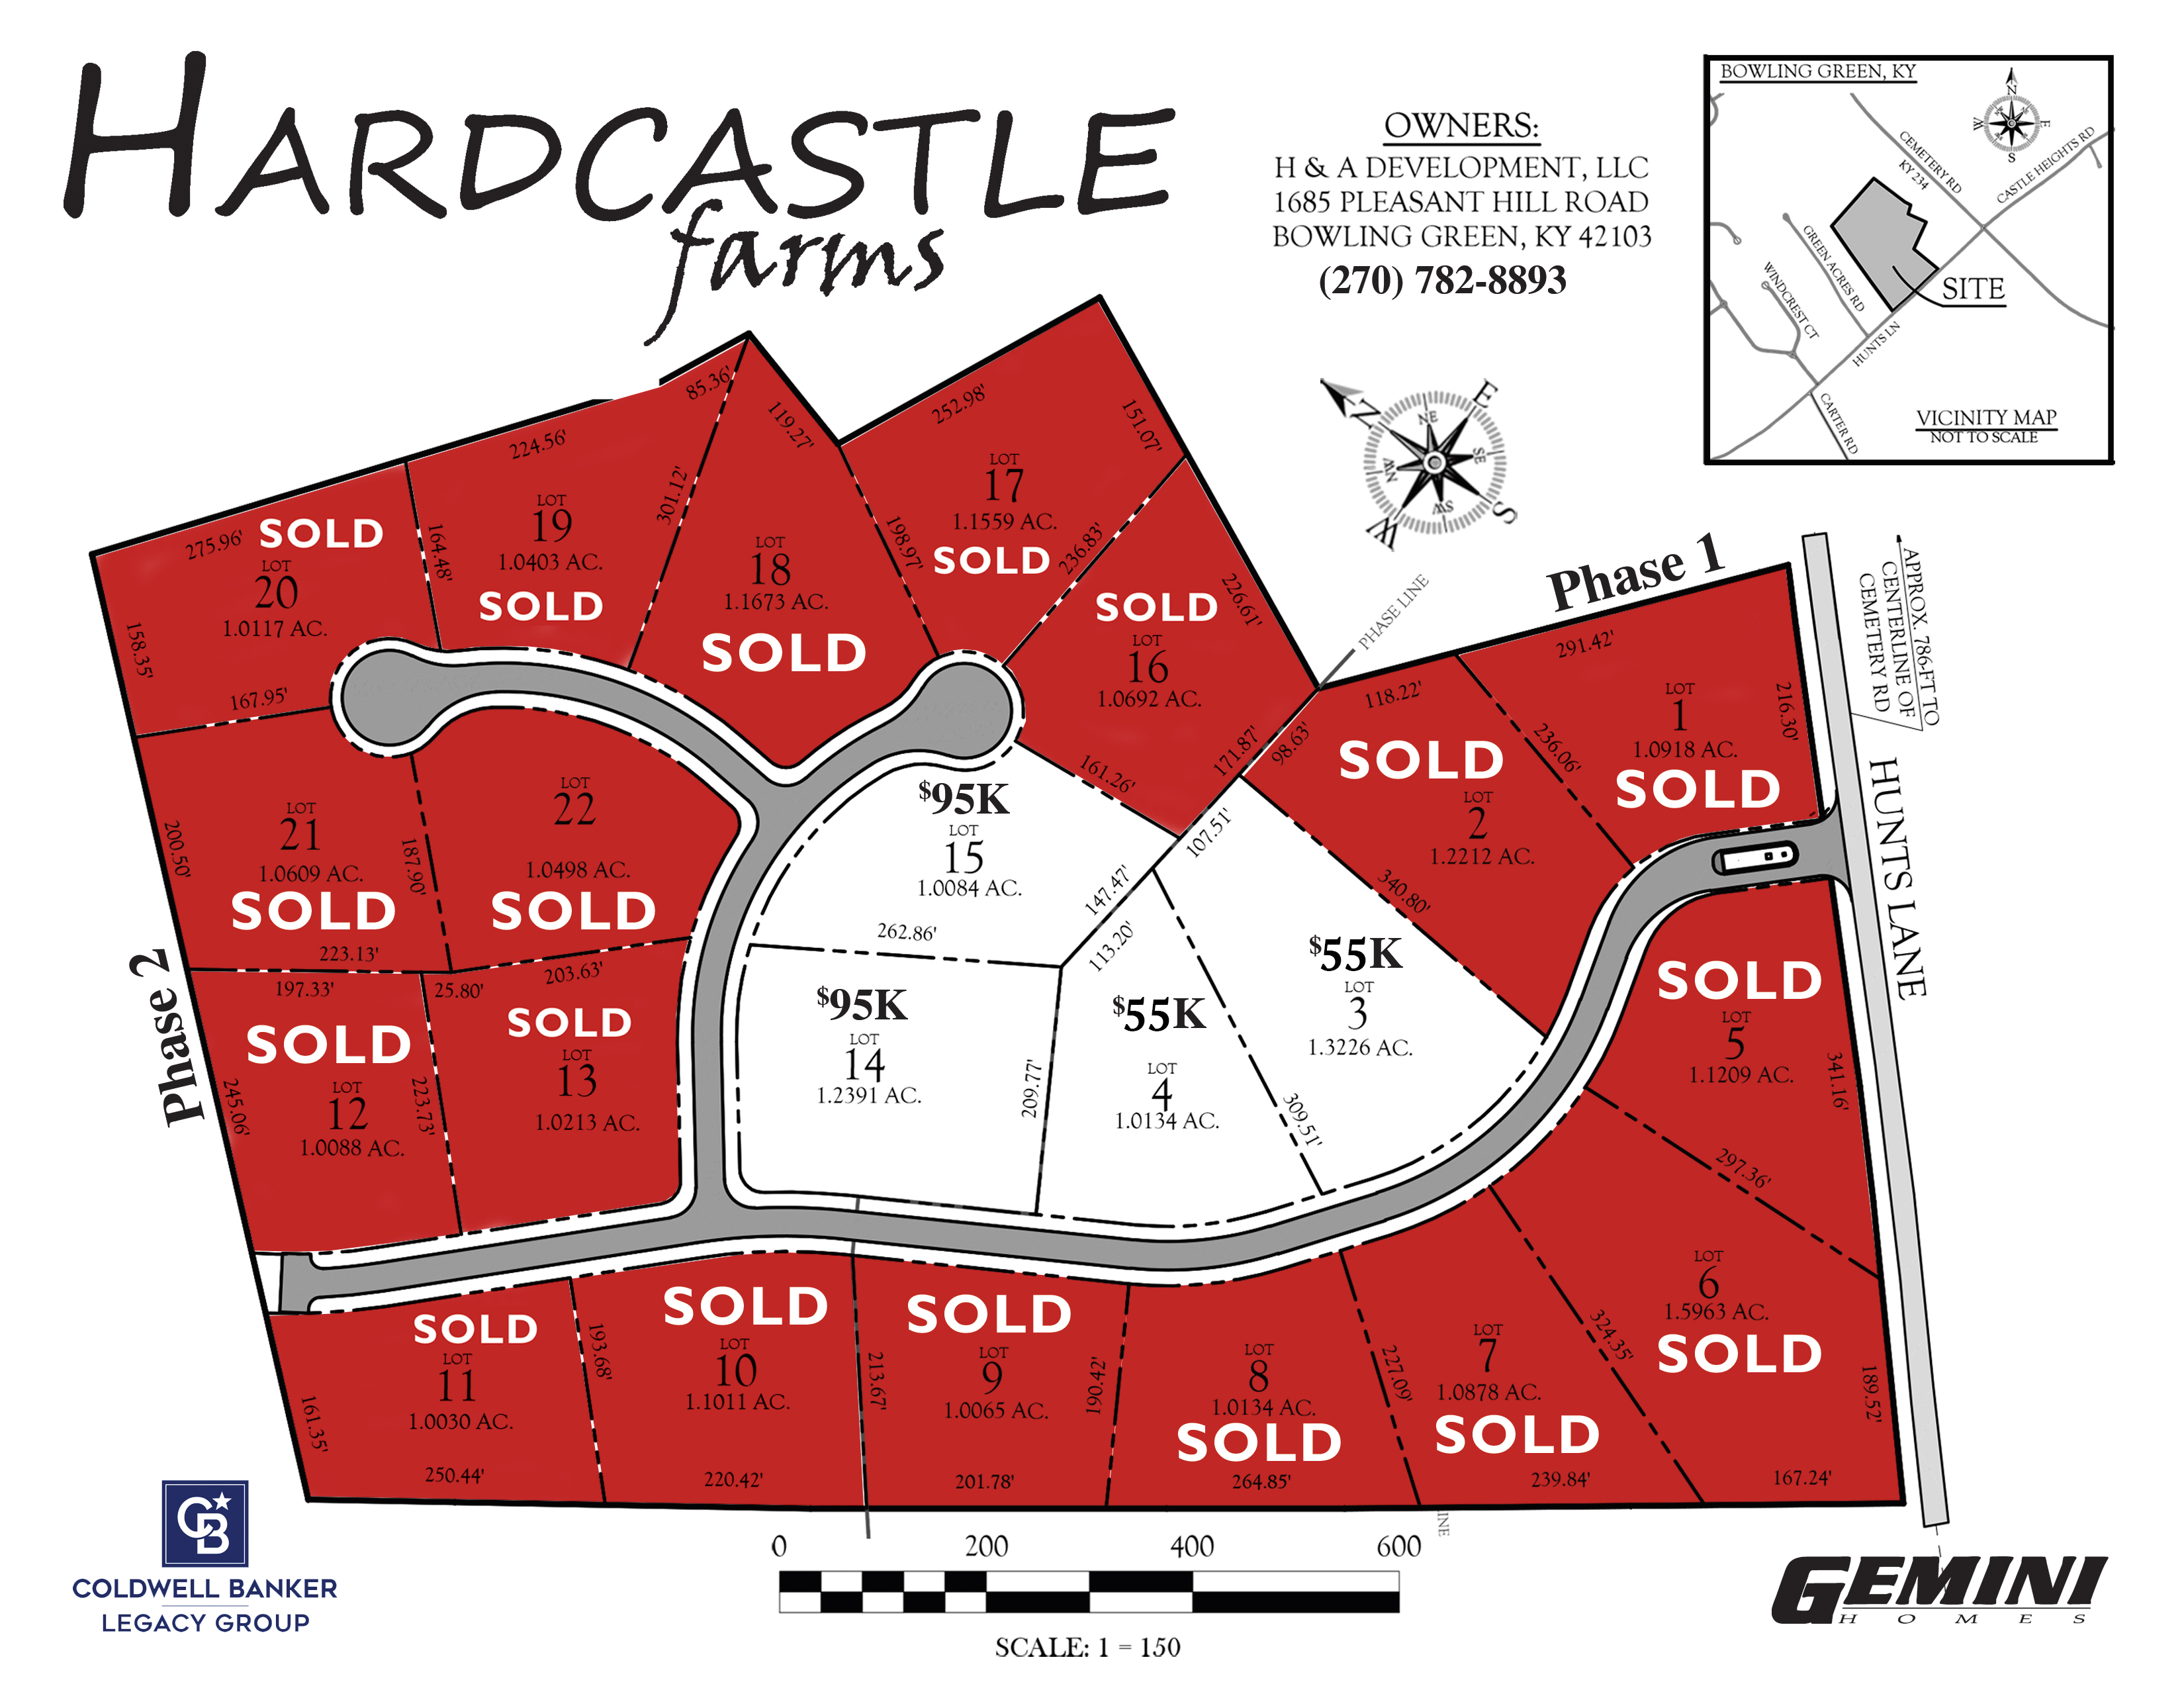 HARDCASTLE
farms
OWNERS:
H & A DEVELOPMENT, LLC
1685 PLEASANT HILL ROAD
BOWLING GREEN, KY 42103
(270) 782-8893
BOWLING GREEN, KY
N
E
S
W
CEMETERY RD
KY 234
CASTLE HEIGHTS RD
GREEN ACRES RD
WINDCREST CT
HUNTS LN
CARTER RD
SITE
VICINITY MAP
NOT TO SCALE
N
NE
E
SE
S
SW
W
NW
PHASE LINE
Phase 1
Phase 2
APPROX. 786-FT TO
CENTERLINE OF
CEMETERY RD
HUNTS LANE
275.96'
SOLD
LOT
20
1.0117 AC.
158.35'
167.95'
164.48'
224.56'
85.36'
LOT
19
1.0403 AC.
SOLD
301.12'
119.27'
LOT
18
1.1673 AC.
SOLD
198.97'
252.98'
151.07'
LOT
17
1.1559 AC.
SOLD
236.83'
226.61'
SOLD
LOT
16
1.0692 AC.
161.26'
171.87'
98.63'
118.22'
SOLD
LOT
2
1.2212 AC.
236.06'
340.80'
291.42'
216.30'
LOT
1
1.0918 AC.
SOLD
LOT
21
1.0609 AC.
SOLD
200.50'
187.90'
223.13'
LOT
22
1.0498 AC.
SOLD
203.63'
$95K
LOT
15
1.0084 AC.
262.86'
107.51'
147.47'
113.20'
197.33'
25.80'
SOLD
LOT
12
1.0088 AC.
245.06'
223.73'
SOLD
LOT
13
1.0213 AC.
$95K
LOT
14
1.2391 AC.
209.77'
$55K
LOT
4
1.0134 AC.
309.51'
$55K
LOT
3
1.3226 AC.
SOLD
LOT
5
1.1209 AC.
341.16'
297.36'
LOT
6
1.5963 AC.
SOLD
324.35'
189.52'
167.24'
SOLD
LOT
11
1.0030 AC.
161.35'
250.44'
193.68'
SOLD
LOT
10
1.1011 AC.
220.42'
213.67'
SOLD
LOT
9
1.0065 AC.
201.78'
190.42'
LOT
8
1.0134 AC.
SOLD
264.85'
227.09'
LOT
7
1.0878 AC.
SOLD
239.84'
INE
CB
COLDWELL BANKER
LEGACY GROUP
0 200 400 600
SCALE: 1 = 150
GEMINI
HOMES